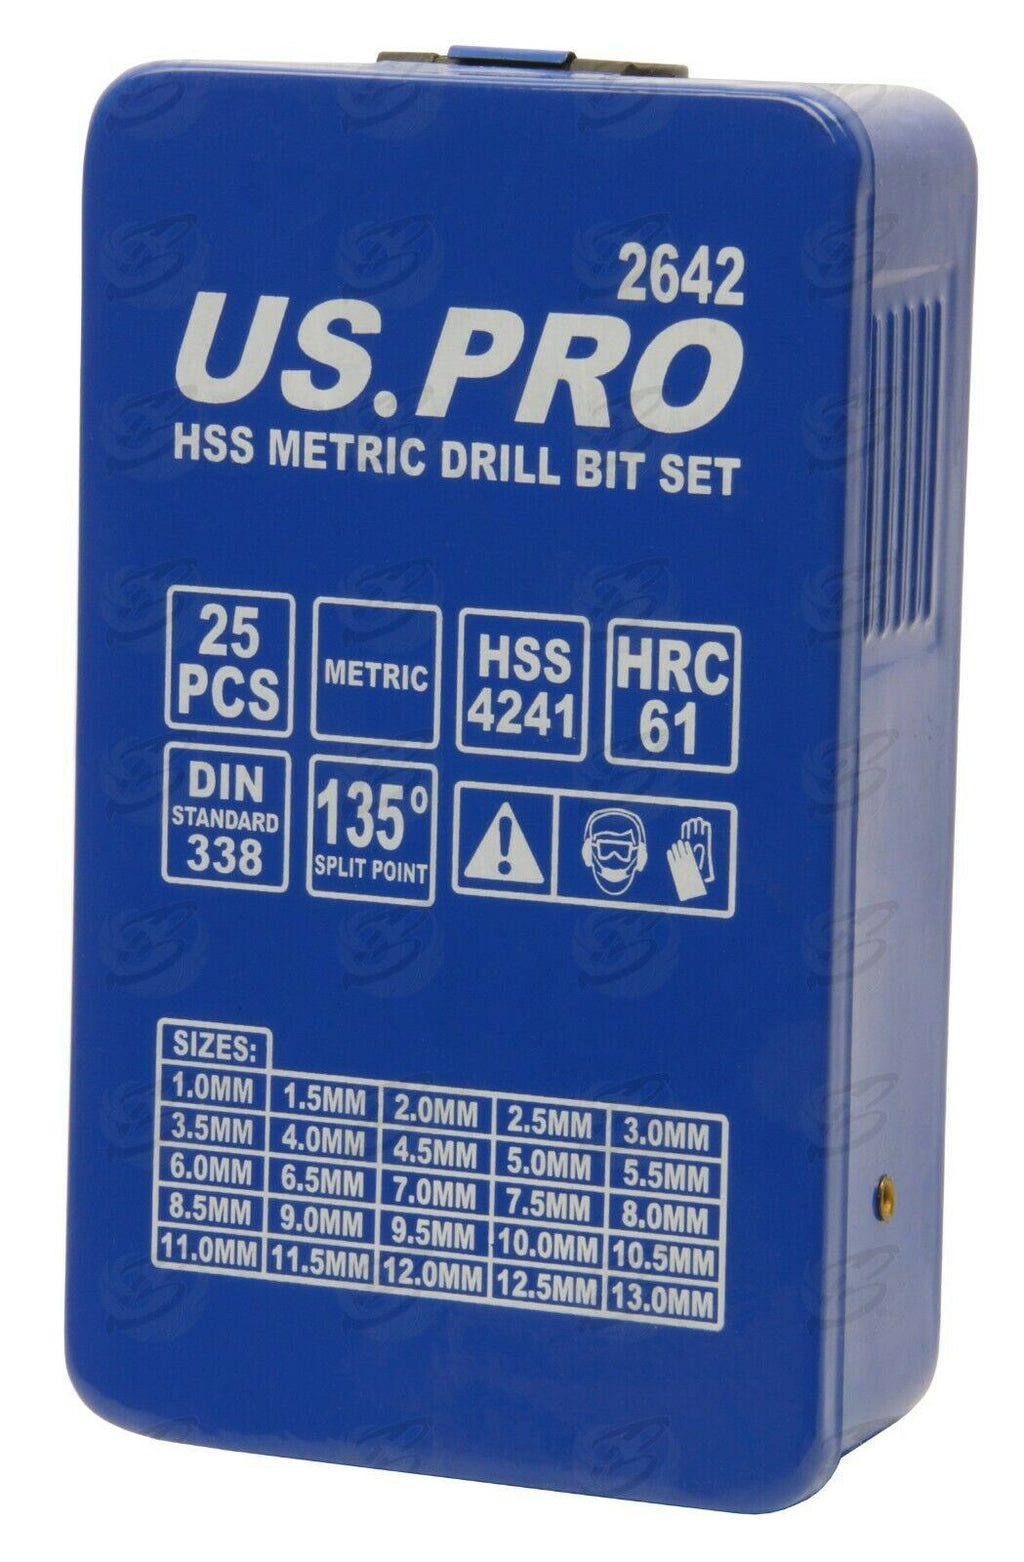 2642
US.PRO
HSS METRIC DRILL BIT SET
25
PCS
METRIC
HSS
4241
HRC
61
DIN
STANDARD
338
135°
SPLIT POINT
SIZES:
1.0MM 1.5MM 2.0MM 2.5MM 3.0MM
3.5MM 4.0MM 4.5MM 5.0MM 5.5MM
6.0MM 6.5MM 7.0MM 7.5MM 8.0MM
8.5MM 9.0MM 9.5MM 10.0MM 10.5MM
11.0MM 11.5MM 12.0MM 12.5MM 13.0MM